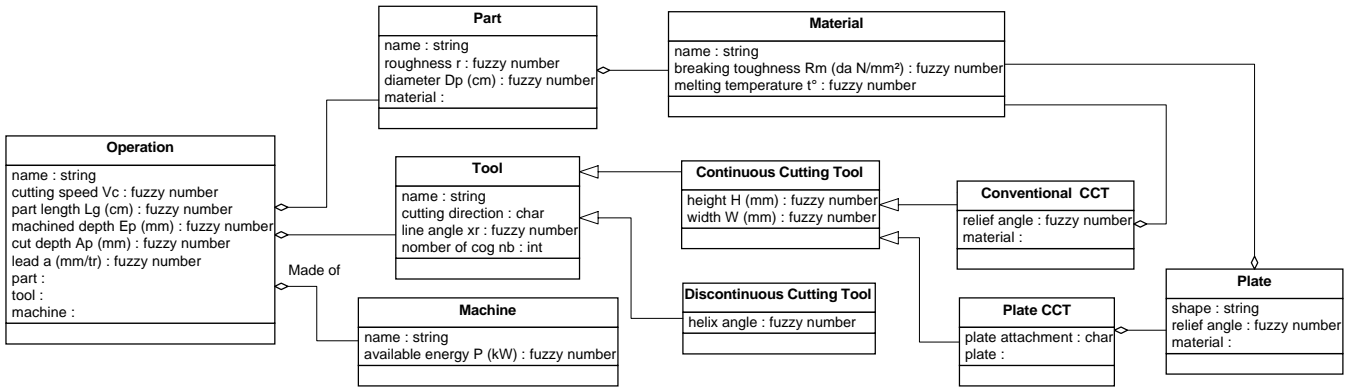 Part
name : string
roughness r : fuzzy number
diameter Dp (cm) : fuzzy number
material :
Material
name : string
breaking toughness Rm (da N/mm²) : fuzzy number
melting temperature t° : fuzzy number
Operation
name : string
cutting speed Vc : fuzzy number
part length Lg (cm) : fuzzy number
machined depth Ep (mm) : fuzzy number
cut depth Ap (mm) : fuzzy number
lead a (mm/tr) : fuzzy number
part :
tool :
machine :
Made of
Tool
name : string
cutting direction : char
line angle xr : fuzzy number
nomber of cog nb : int
Continuous Cutting Tool
height H (mm) : fuzzy number
width W (mm) : fuzzy number
Conventional CCT
relief angle : fuzzy number
material :
Machine
name : string
available energy P (kW) : fuzzy number
Discontinuous Cutting Tool
helix angle : fuzzy number
Plate CCT
plate attachment : char
plate :
Plate
shape : string
relief angle : fuzzy number
material :